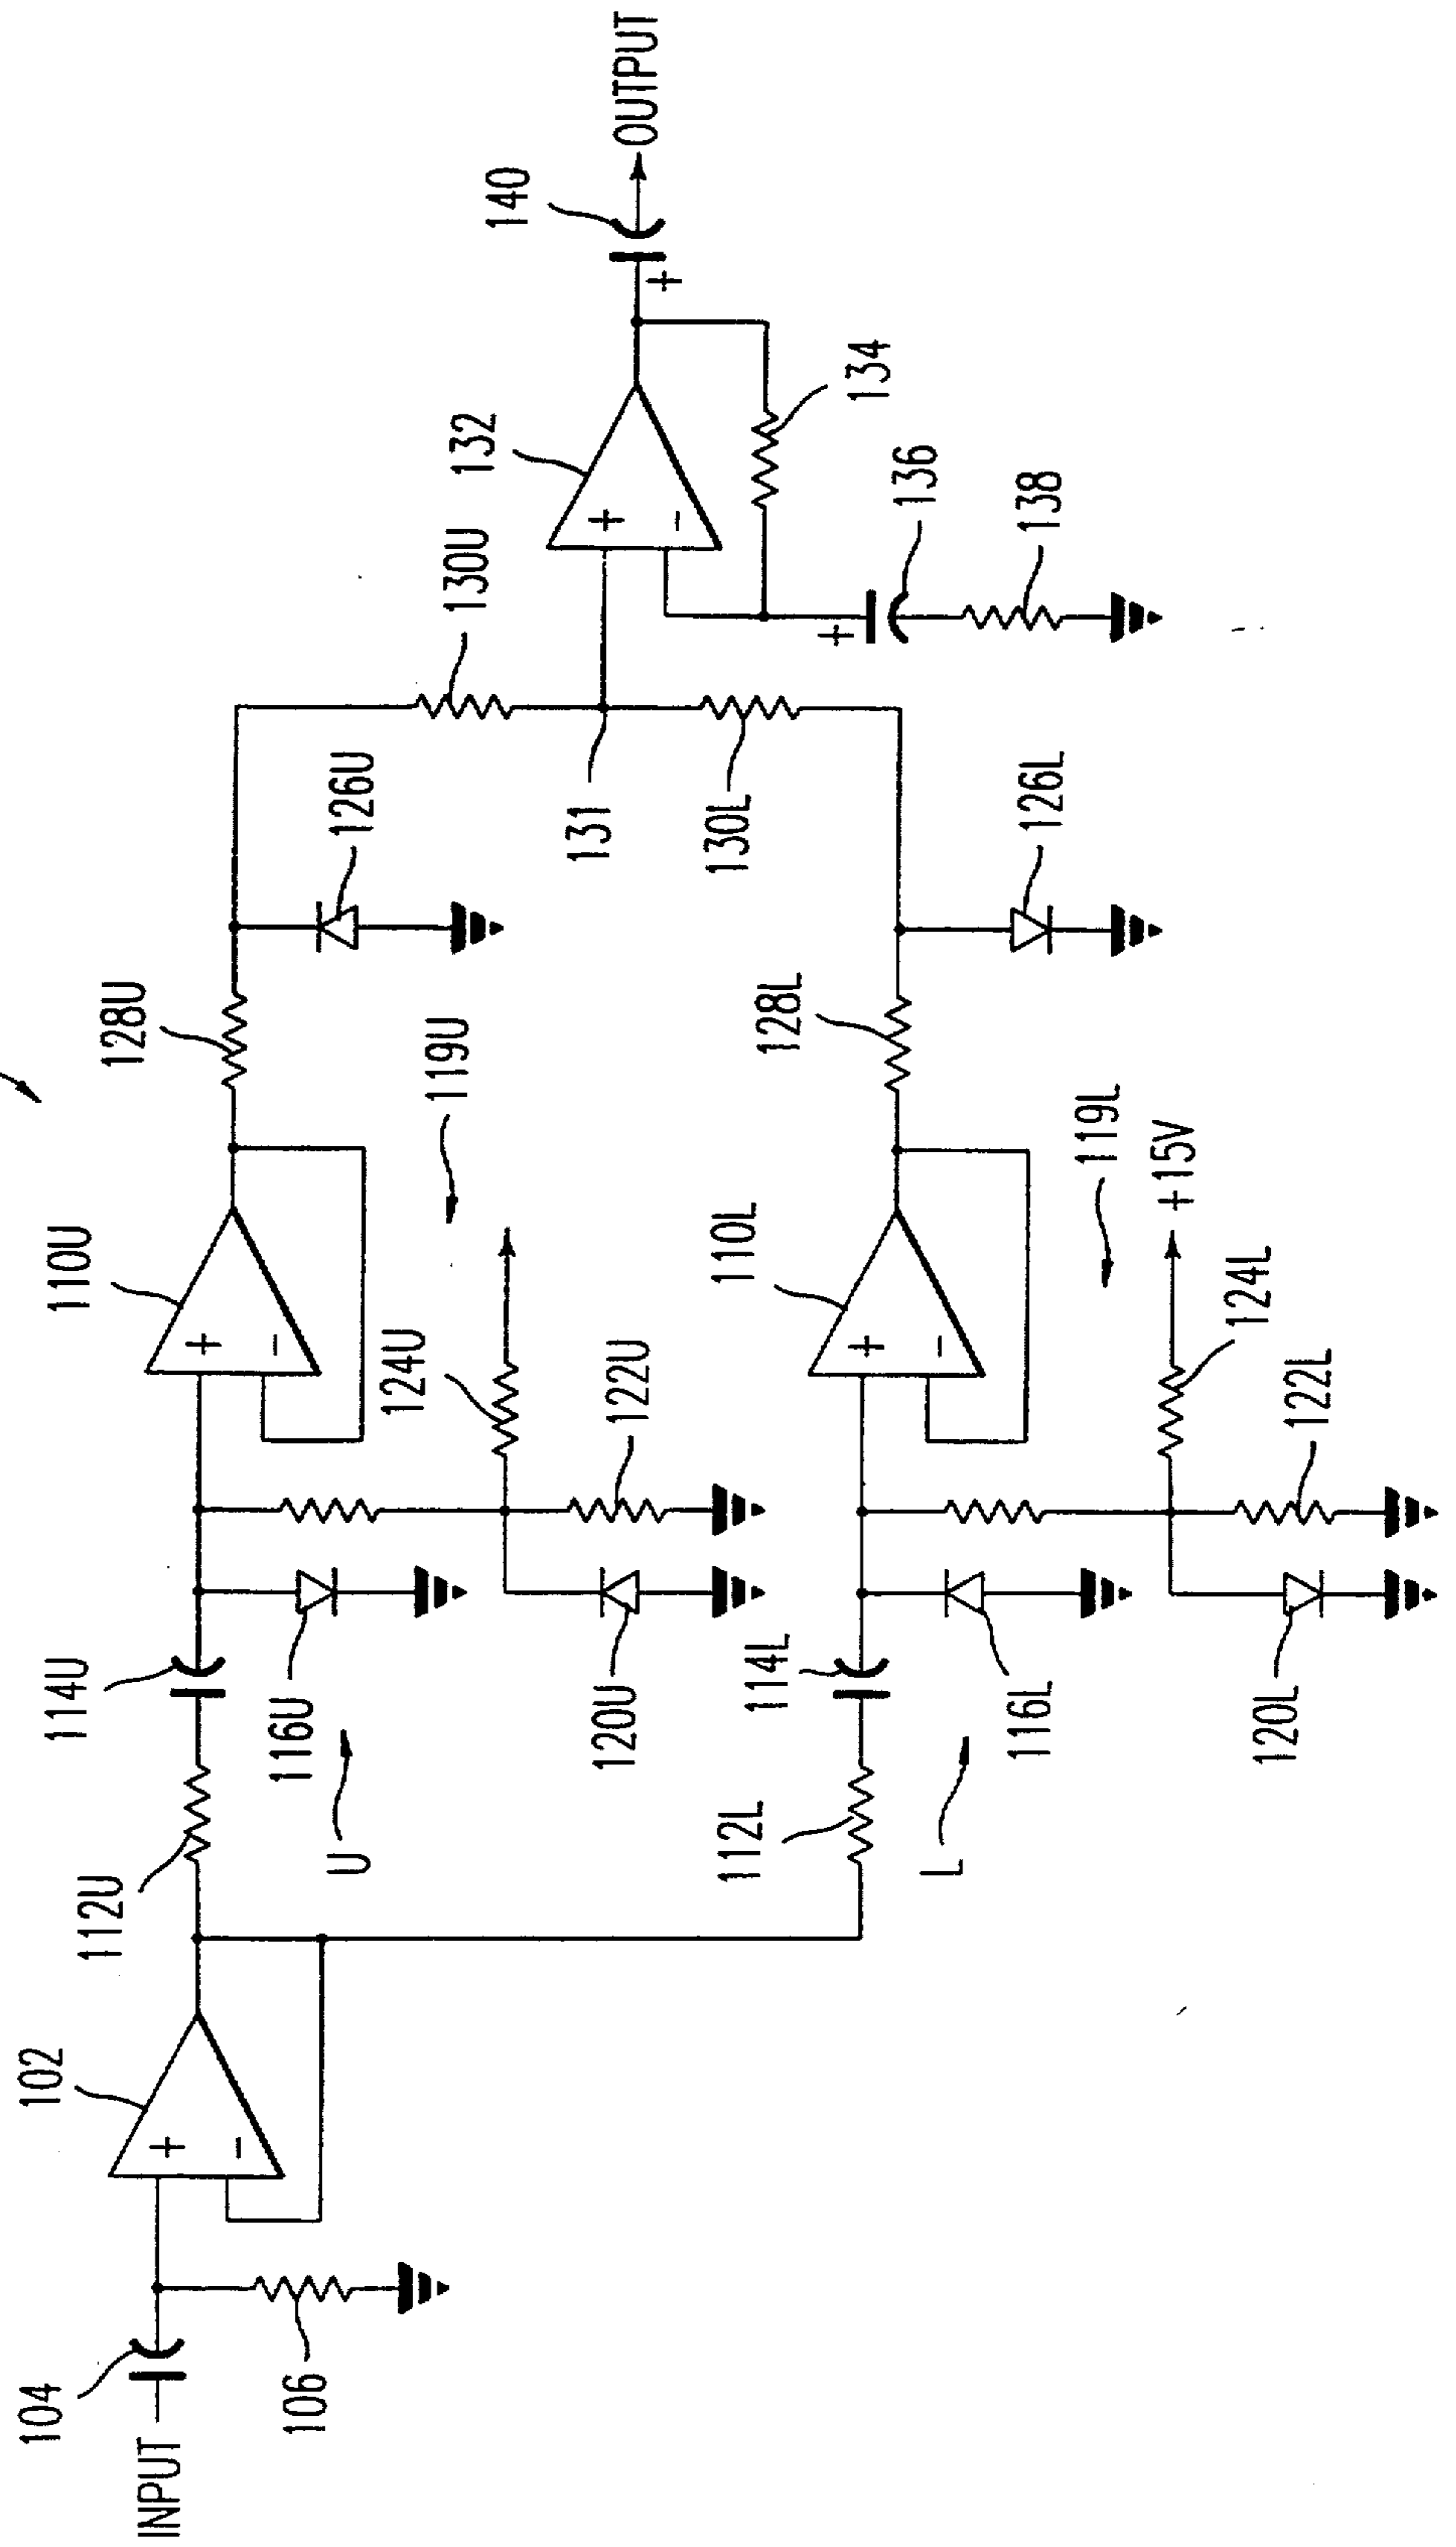 INPUT
104
106
102
+
-
112U
114U
116U
U
120U
122U
124U
119U
110U
+
-
128U
126U
130U
131
130L
132
+
-
134
+
136
138
+
140
OUTPUT
112L
114L
116L
L
120L
122L
124L
+15V
119L
110L
+
-
128L
126L